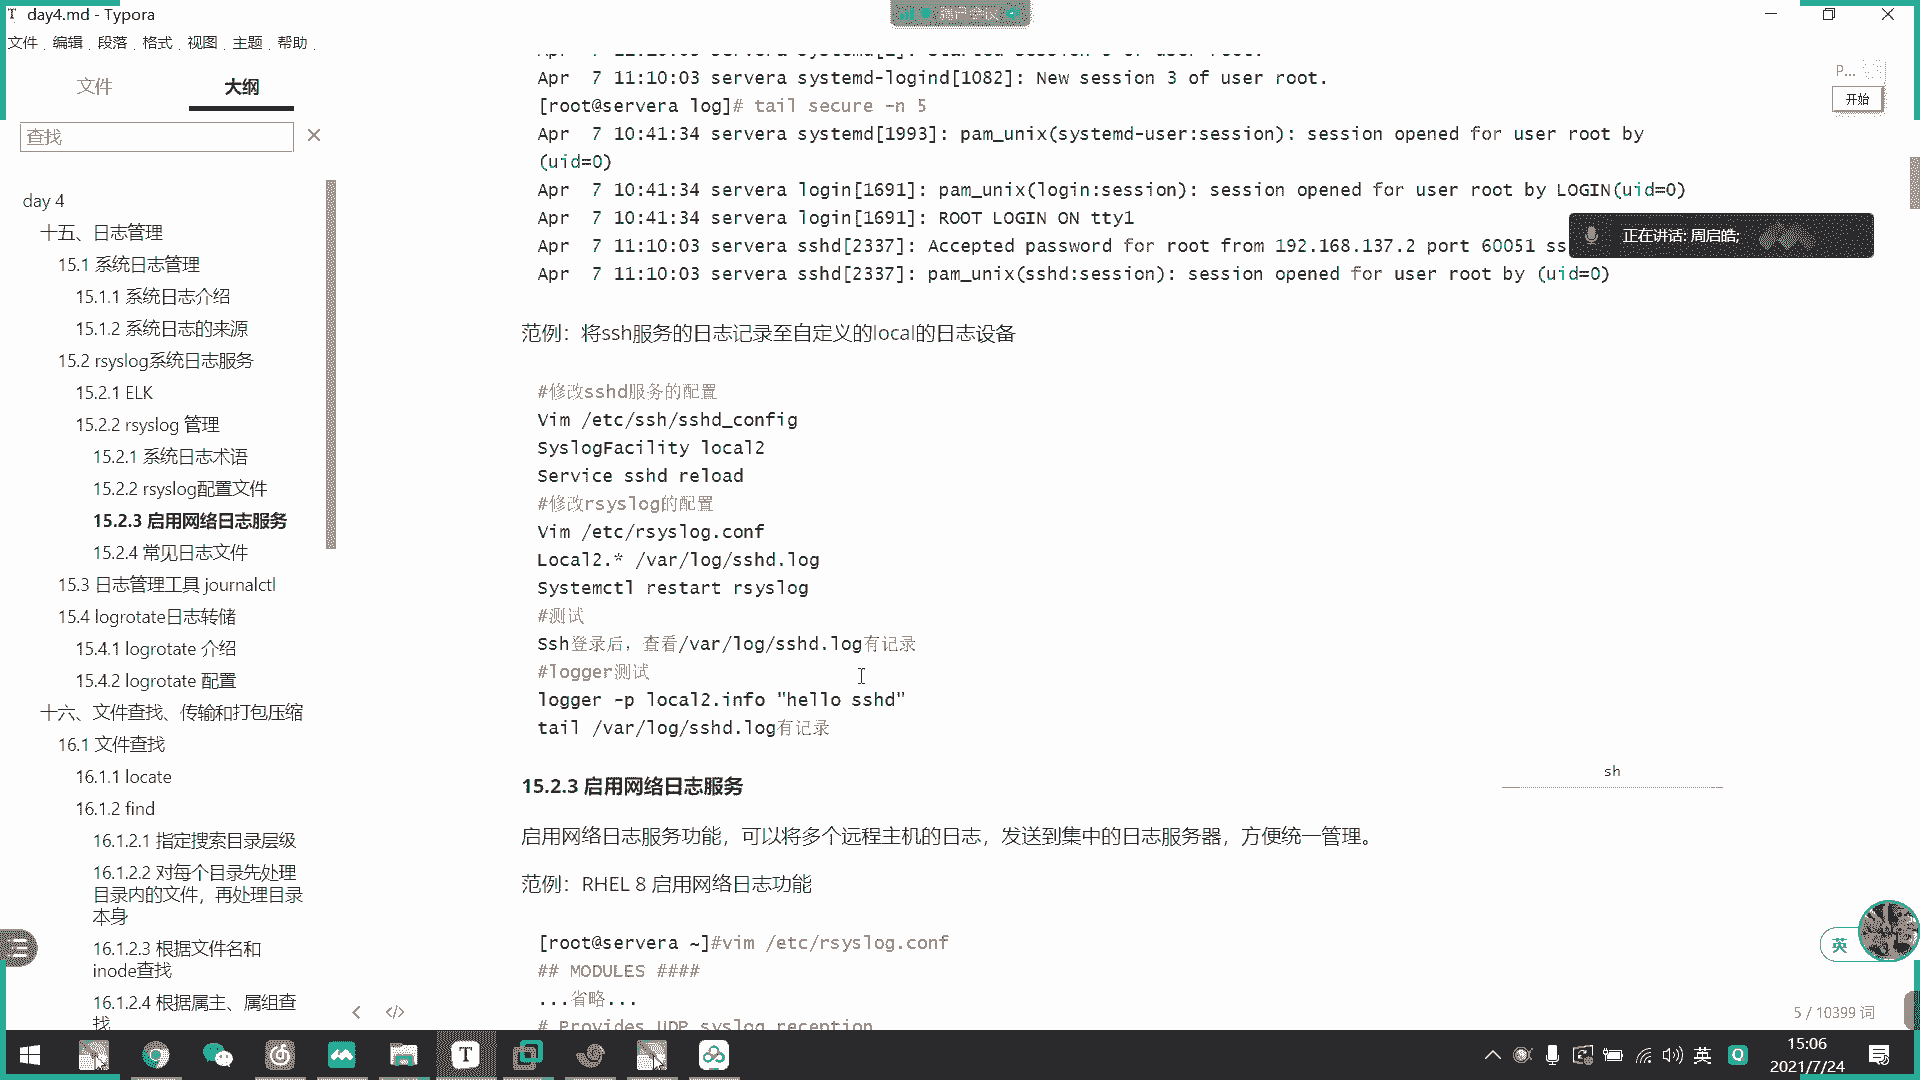 day4.md - Typora
文件 编辑 段落 格式 视图 主题 帮助
文件 大纲
查找
day 4
十五、日志管理
15.1 系统日志管理
15.1.1 系统日志介绍
15.1.2 系统日志的来源
15.2 rsyslog系统日志服务
15.2.1 ELK
15.2.2 rsyslog 管理
15.2.1 系统日志术语
15.2.2 rsyslog配置文件
15.2.3 启用网络日志服务
15.2.4 常见日志文件
15.3 日志管理工具 journalctl
15.4 logrotate日志转储
15.4.1 logrotate 介绍
15.4.2 logrotate 配置
十六、文件查找、传输和打包压缩
16.1 文件查找
16.1.1 locate
16.1.2 find
16.1.2.1 指定搜索目录层级
16.1.2.2 对每个目录先处理
目录内的文件，再处理目录
本身
16.1.2.3 根据文件名和
inode查找
16.1.2.4 根据属主、属组查
找
Apr  7 11:10:03 servera systemd-logind[1082]: New session 3 of user root.
[root@servera log]# tail secure -n 5
Apr  7 10:41:34 servera systemd[1993]: pam_unix(systemd-user:session): session opened for user root by
(uid=0)
Apr  7 10:41:34 servera login[1691]: pam_unix(login:session): session opened for user root by LOGIN(uid=0)
Apr  7 10:41:34 servera login[1691]: ROOT LOGIN ON tty1
Apr  7 11:10:03 servera sshd[2337]: Accepted password for root from 192.168.137.2 port 60051 ss
Apr  7 11:10:03 servera sshd[2337]: pam_unix(sshd:session): session opened for user root by (uid=0)
范例：将ssh服务的日志记录至自定义的local的日志设备
#修改sshd服务的配置
Vim /etc/ssh/sshd_config
SyslogFacility local2
Service sshd reload
#修改rsyslog的配置
Vim /etc/rsyslog.conf
Local2.* /var/log/sshd.log
Systemctl restart rsyslog
#测试
Ssh登录后，查看/var/log/sshd.log有记录
#logger测试
logger -p local2.info "hello sshd"
tail /var/log/sshd.log有记录
15.2.3 启用网络日志服务
启用网络日志服务功能，可以将多个远程主机的日志，发送到集中的日志服务器，方便统一管理。
范例：RHEL 8 启用网络日志功能
[root@servera ~]#vim /etc/rsyslog.conf
## MODULES ####
...省略...
# Provides UDP syslog reception
P...
开始
正在讲话: 周启皓;
sh
英
5 / 10399 词
英
15:06
2021/7/24